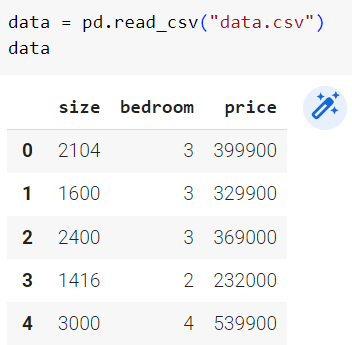 data = pd.read_csv("data.csv")
data
size bedroom price
0 2104 3 399900
1 1600 3 329900
2 2400 3 369000
3 1416 2 232000
4 3000 4 539900